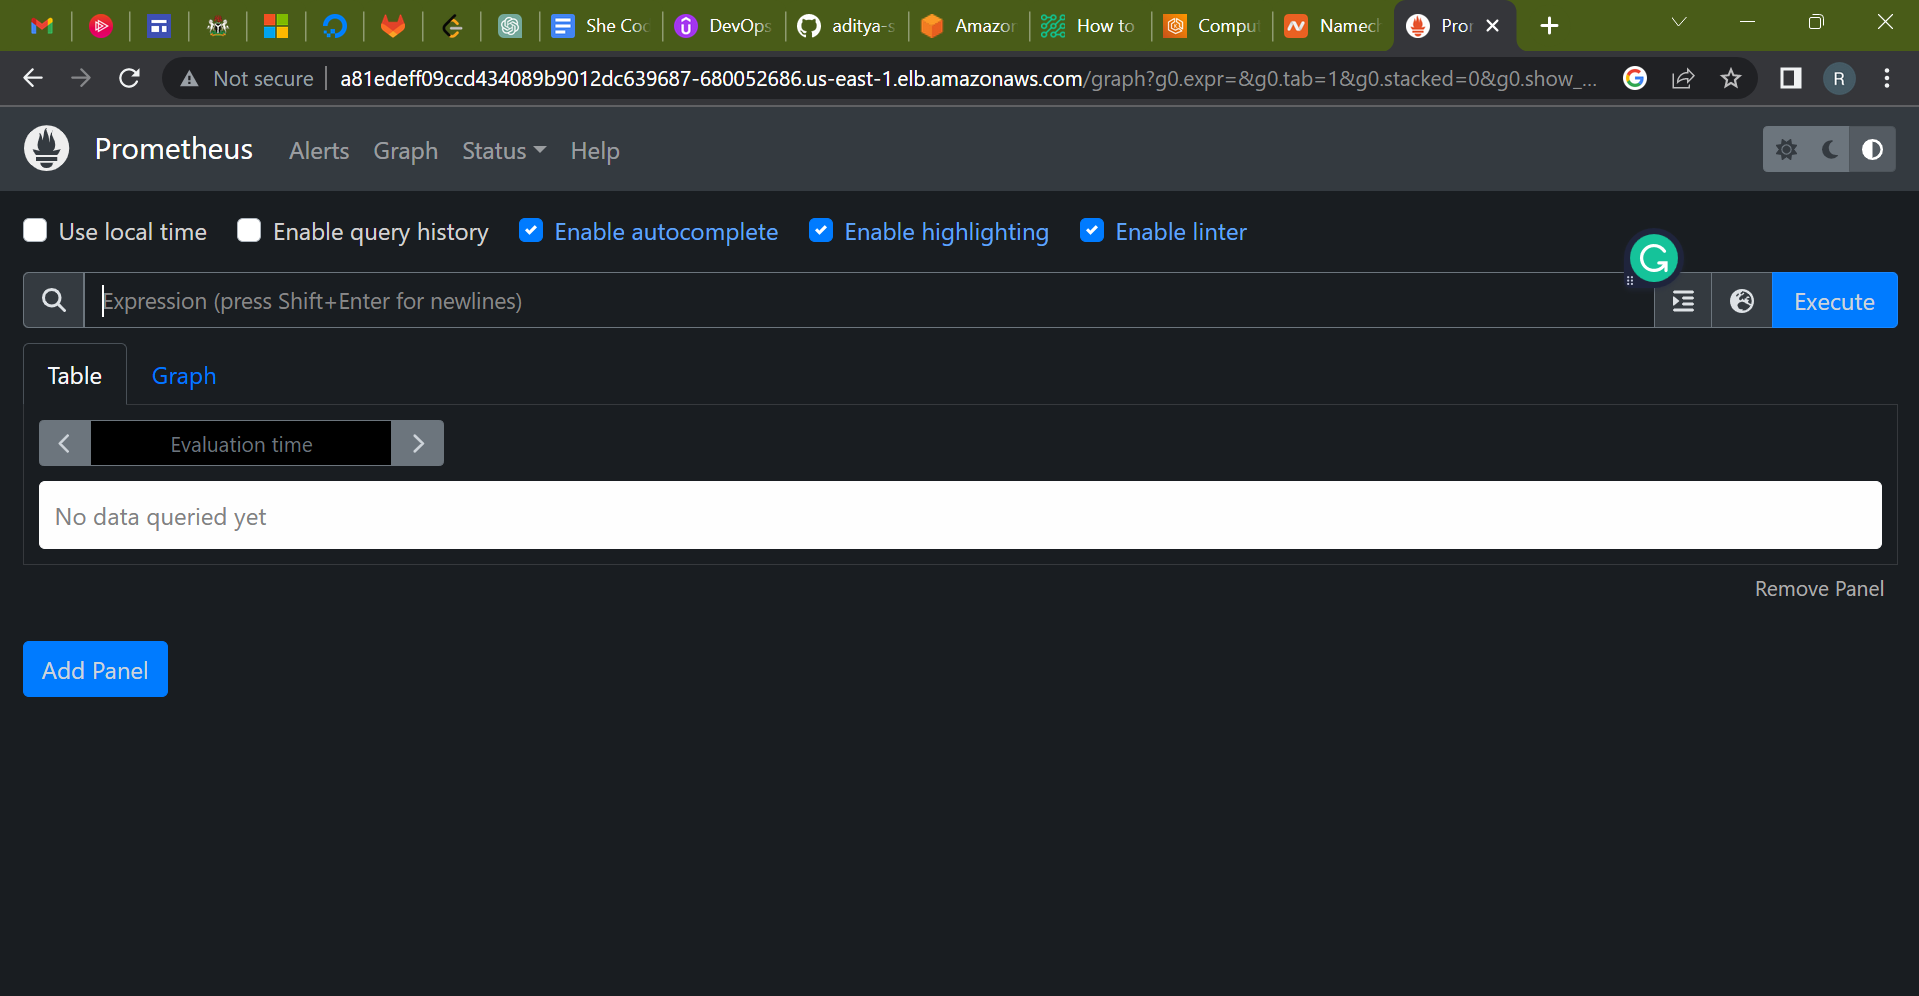 She Coc DevOps aditya-s Amazon How to Comput Namech Pror
Not secure a81edeff09ccd434089b9012dc639687-680052686.us-east-1.elb.amazonaws.com/graph?g0.expr=&g0.tab=1&g0.stacked=0&g0.show_... R
Prometheus Alerts Graph Status Help
Use local time Enable query history Enable autocomplete Enable highlighting Enable linter
Expression (press Shift+Enter for newlines) Execute
Table Graph
Evaluation time
No data queried yet
Remove Panel
Add Panel